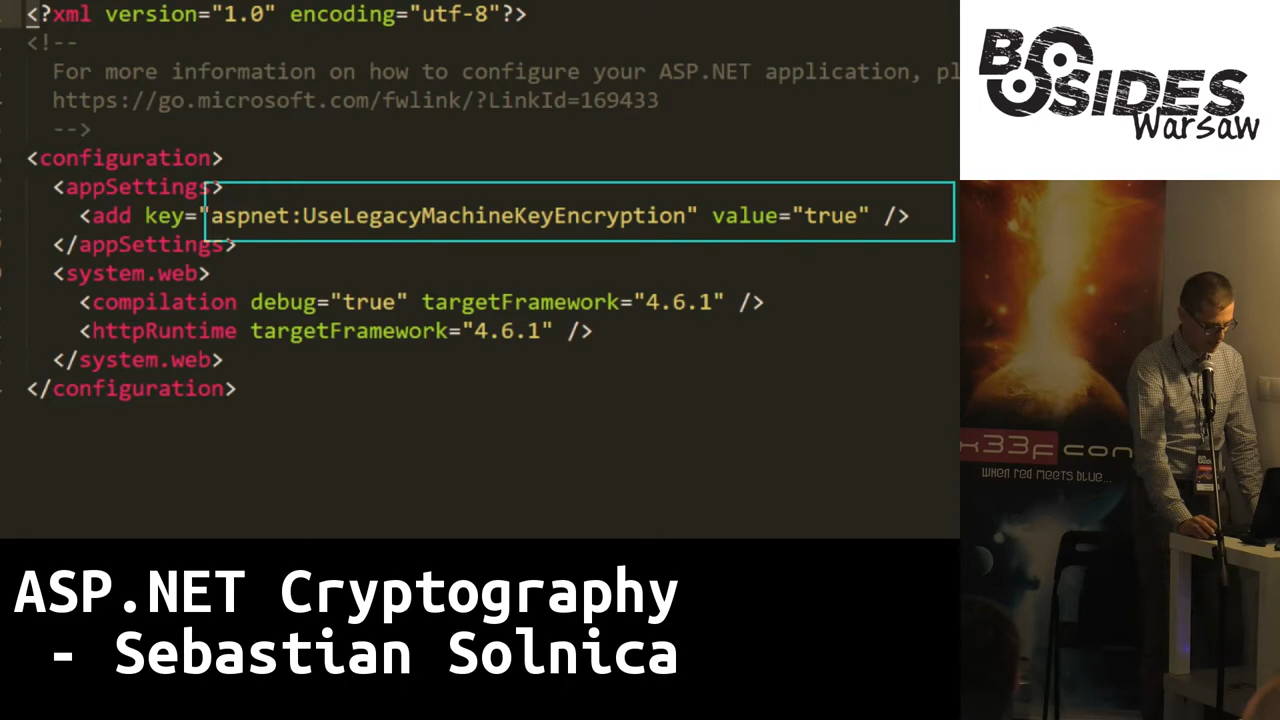 <?xml version="1.0" encoding="utf-8"?>
<!--
For more information on how to configure your ASP.NET application, pl
https://go.microsoft.com/fwlink/?LinkId=169433
-->
<configuration>
<appSettings>
<add key="aspnet:UseLegacyMachineKeyEncryption" value="true" />
</appSettings>
<system.web>
<compilation debug="true" targetFramework="4.6.1" />
<httpRuntime targetFramework="4.6.1" />
</system.web>
</configuration>
BSIDES
Warsaw
x33fcon
WHEN RED MEETS BLUE...
ASP.NET Cryptography
- Sebastian Solnica